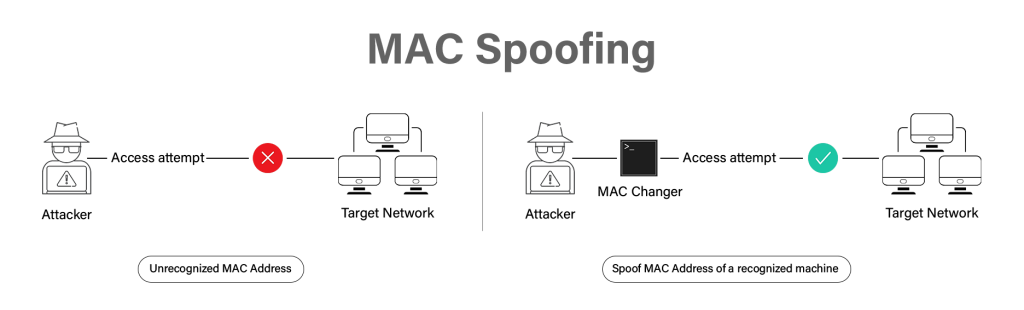 MAC Spoofing
Access attempt
Attacker
Target Network
Unrecognized MAC Address
>_
Access attempt
MAC Changer
Attacker
Target Network
Spoof MAC Address of a recognized machine